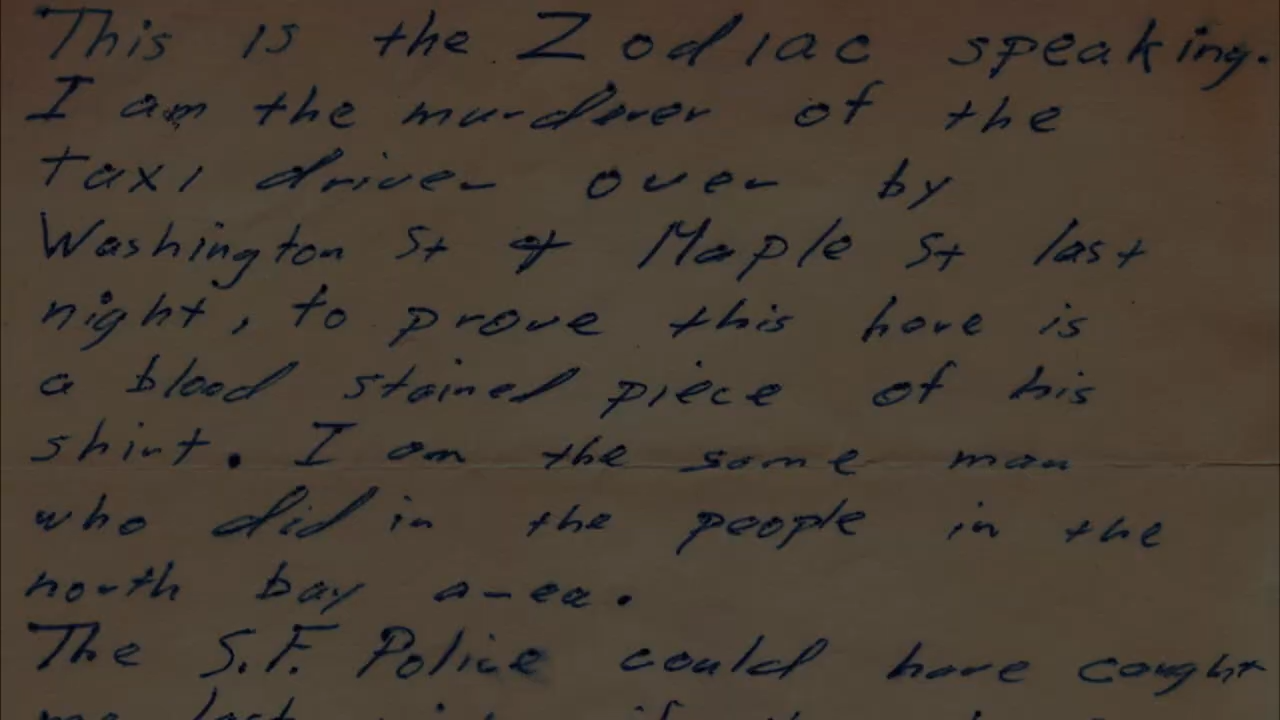 This is the Zodiac speaking.
I am the murderer of the
taxi driver over by
Washington St & Maple St last
night, to prove this here is
a blood stained piece of his
shirt. I am the same man
who did in the people in the
north bay area.
The S.F. Police could have caught
me last